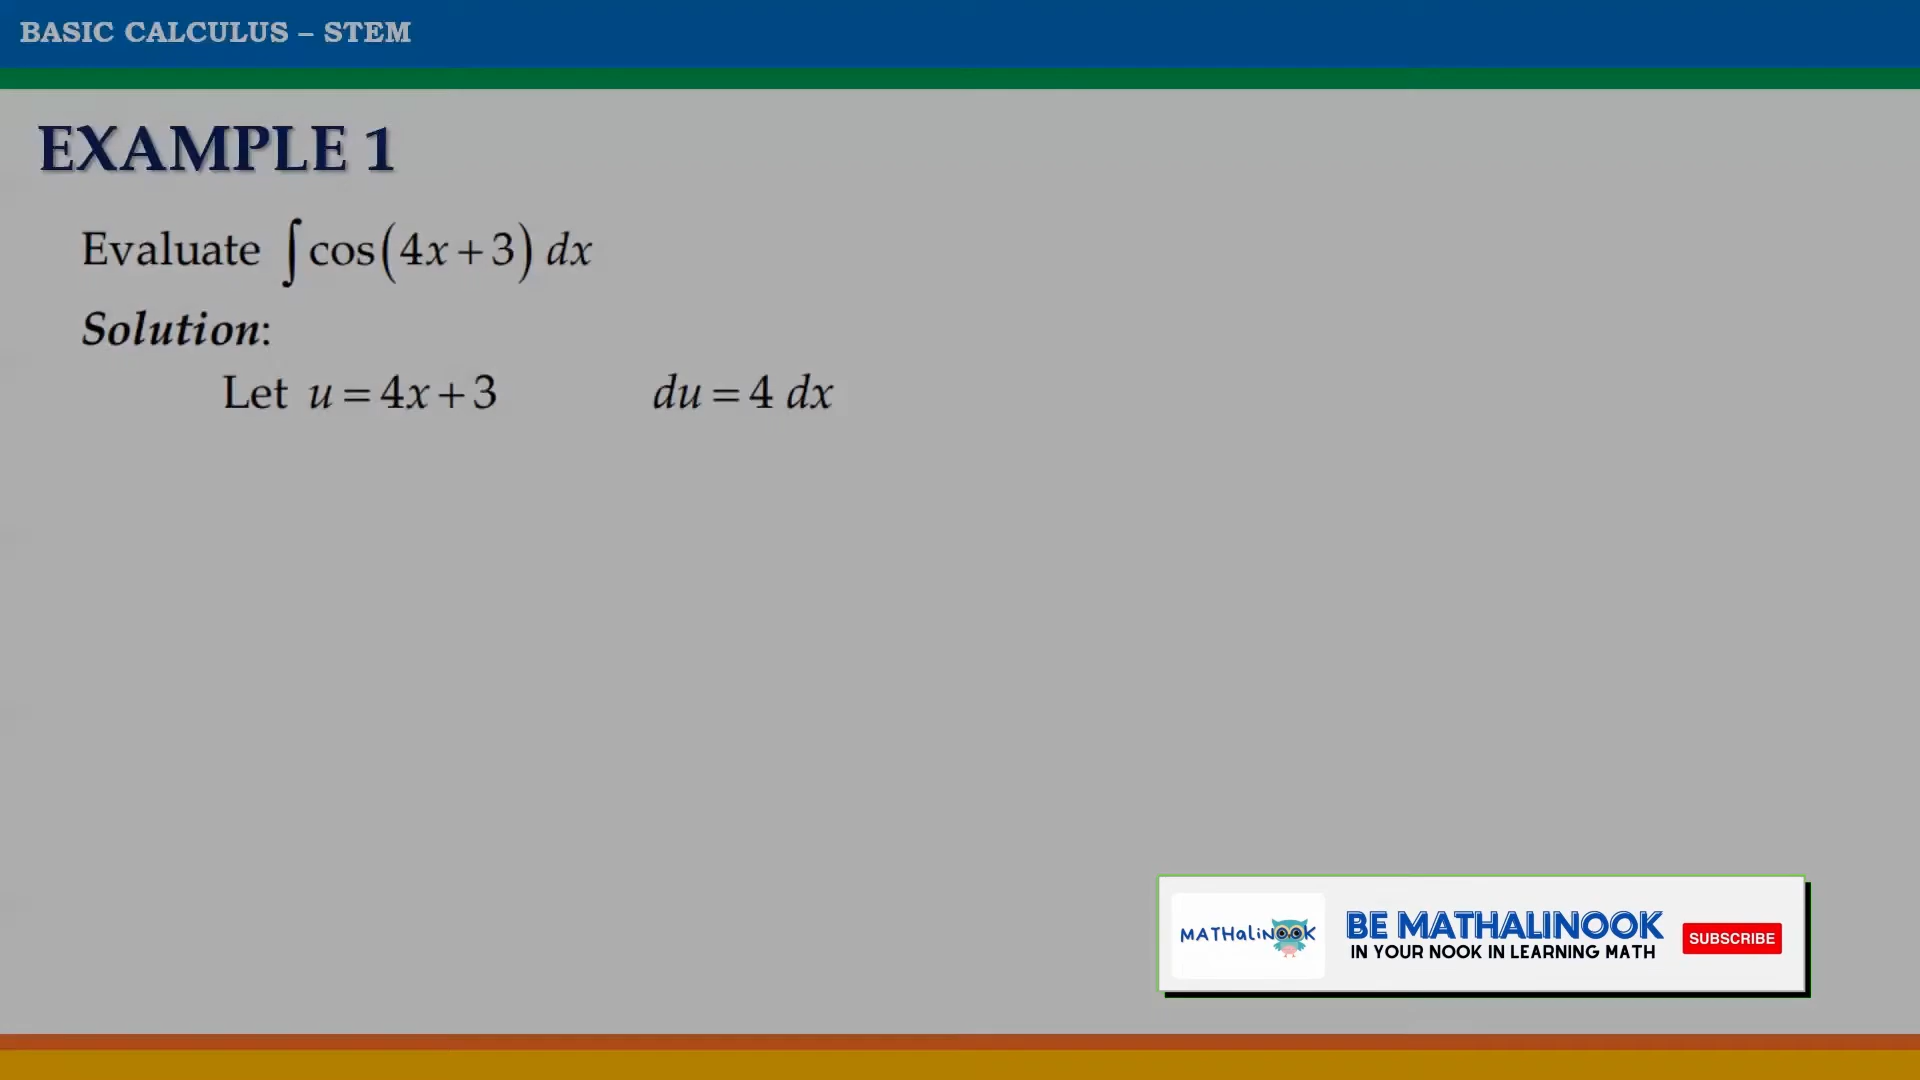 BASIC CALCULUS – STEM
EXAMPLE 1
Evaluate ∫cos(4x+3) dx
Solution:
Let u=4x+3 du=4 dx
MATHaliNOOK
BE MATHALINOOK
IN YOUR NOOK IN LEARNING MATH
SUBSCRIBE